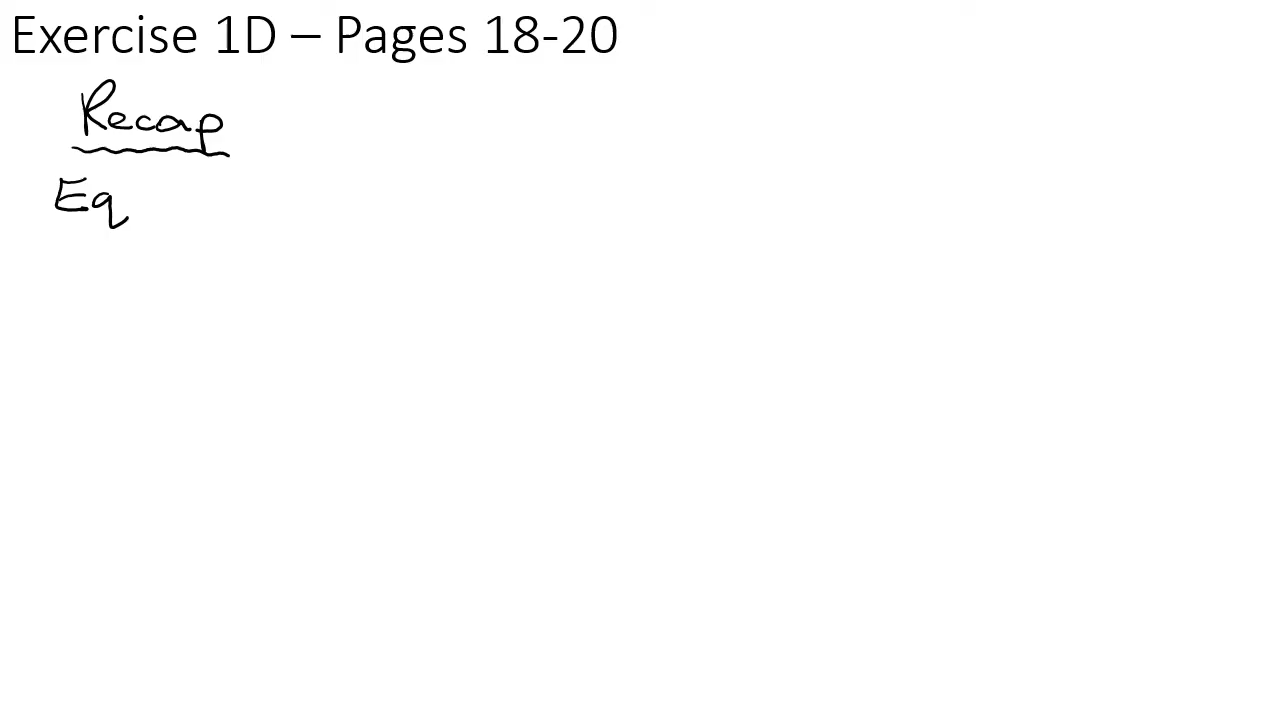 Exercise 1D – Pages 18-20
Recap
Eq